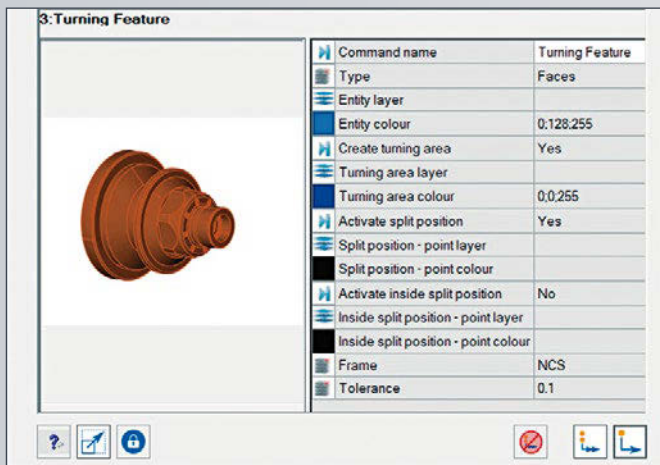 3:Turning Feature
Command name Turning Feature
Type Faces
Entity layer
Entity colour 0;128;255
Create turning area Yes
Turning area layer
Turning area colour 0;0;255
Activate split position Yes
Split position - point layer
Split position - point colour
Activate inside split position No
Inside split position - point layer
Inside split position - point colour
Frame NCS
Tolerance 0.1
?